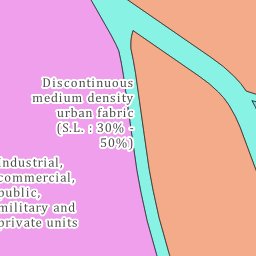 Discontinuous
medium density
urban fabric
(S.L. : 30% -
50%)
Industrial,
commercial,
public,
military and
private units